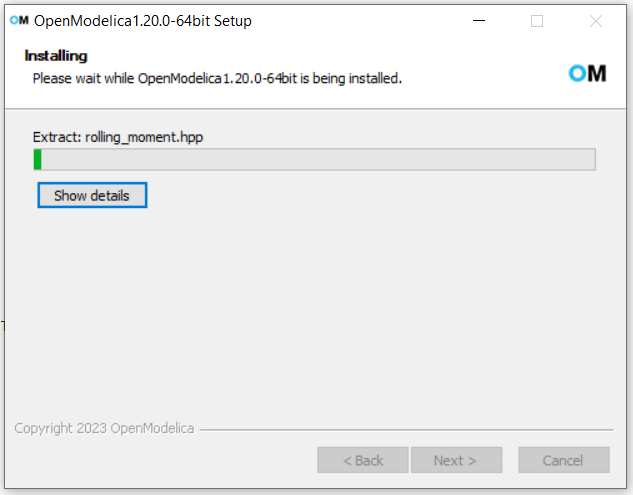 OM OpenModelica1.20.0-64bit Setup
Installing
Please wait while OpenModelica1.20.0-64bit is being installed.
OM
Extract: rolling_moment.hpp
Show details
Copyright 2023 OpenModelica
< Back Next > Cancel